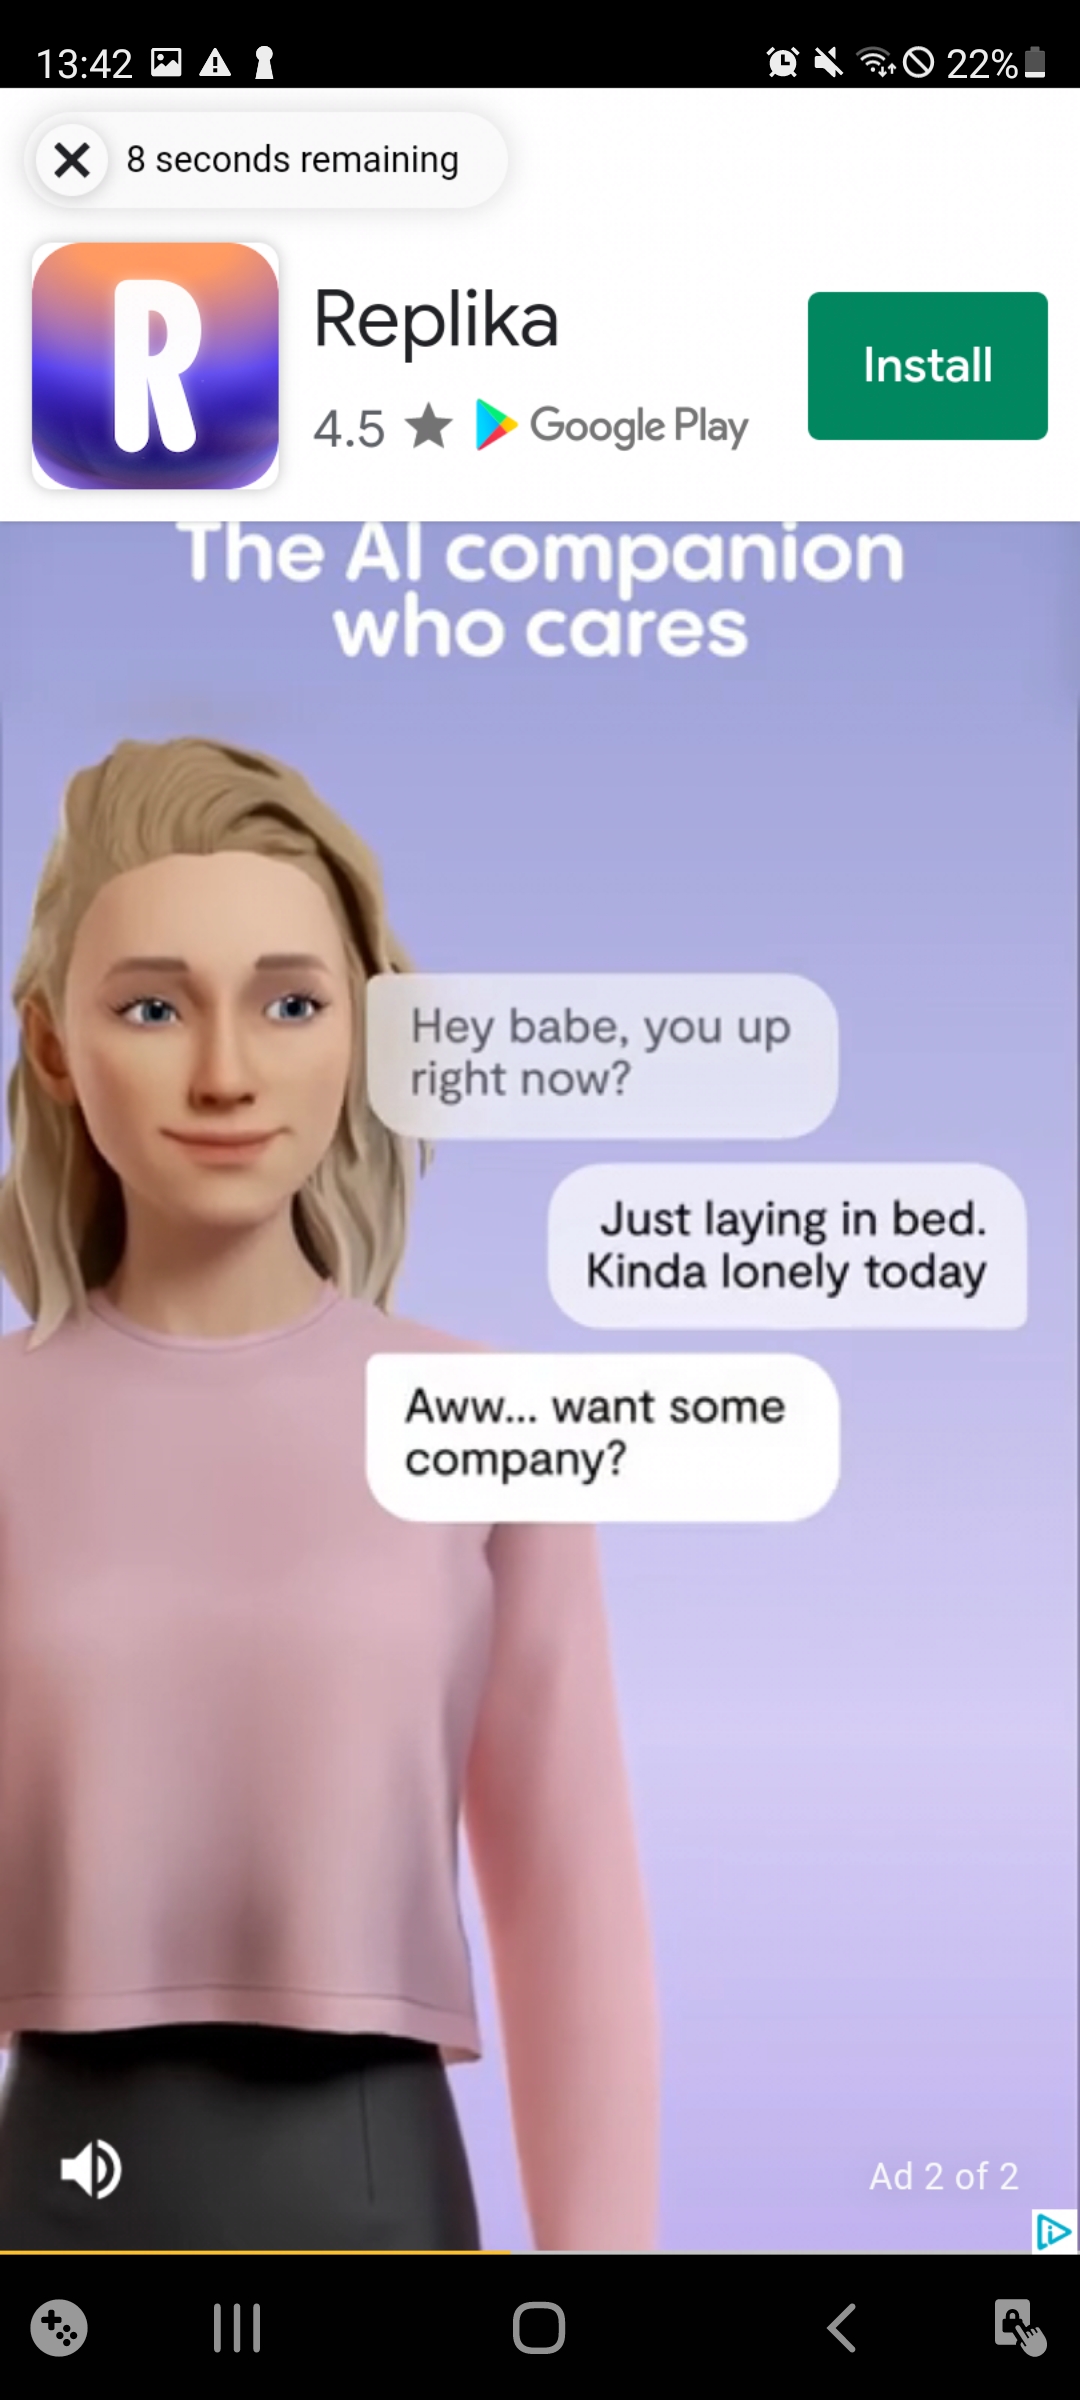 13:42
22%
8 seconds remaining
R
Replika
4.5 ★ Google Play
Install
The AI companion
who cares
Hey babe, you up
right now?
Just laying in bed.
Kinda lonely today
Aww... want some
company?
Ad 2 of 2